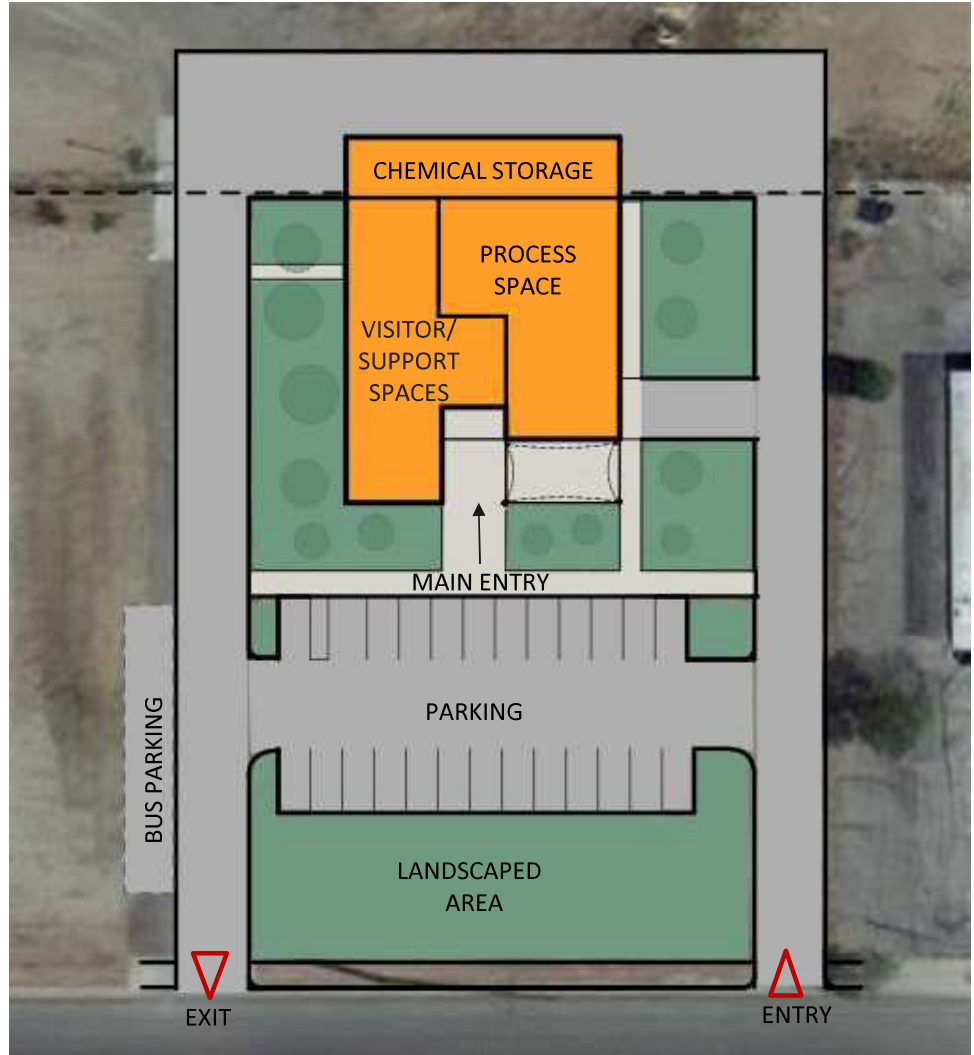 CHEMICAL STORAGE
PROCESS
SPACE
VISITOR/
SUPPORT
SPACES
MAIN ENTRY
PARKING
BUS PARKING
LANDSCAPED
AREA
EXIT
ENTRY